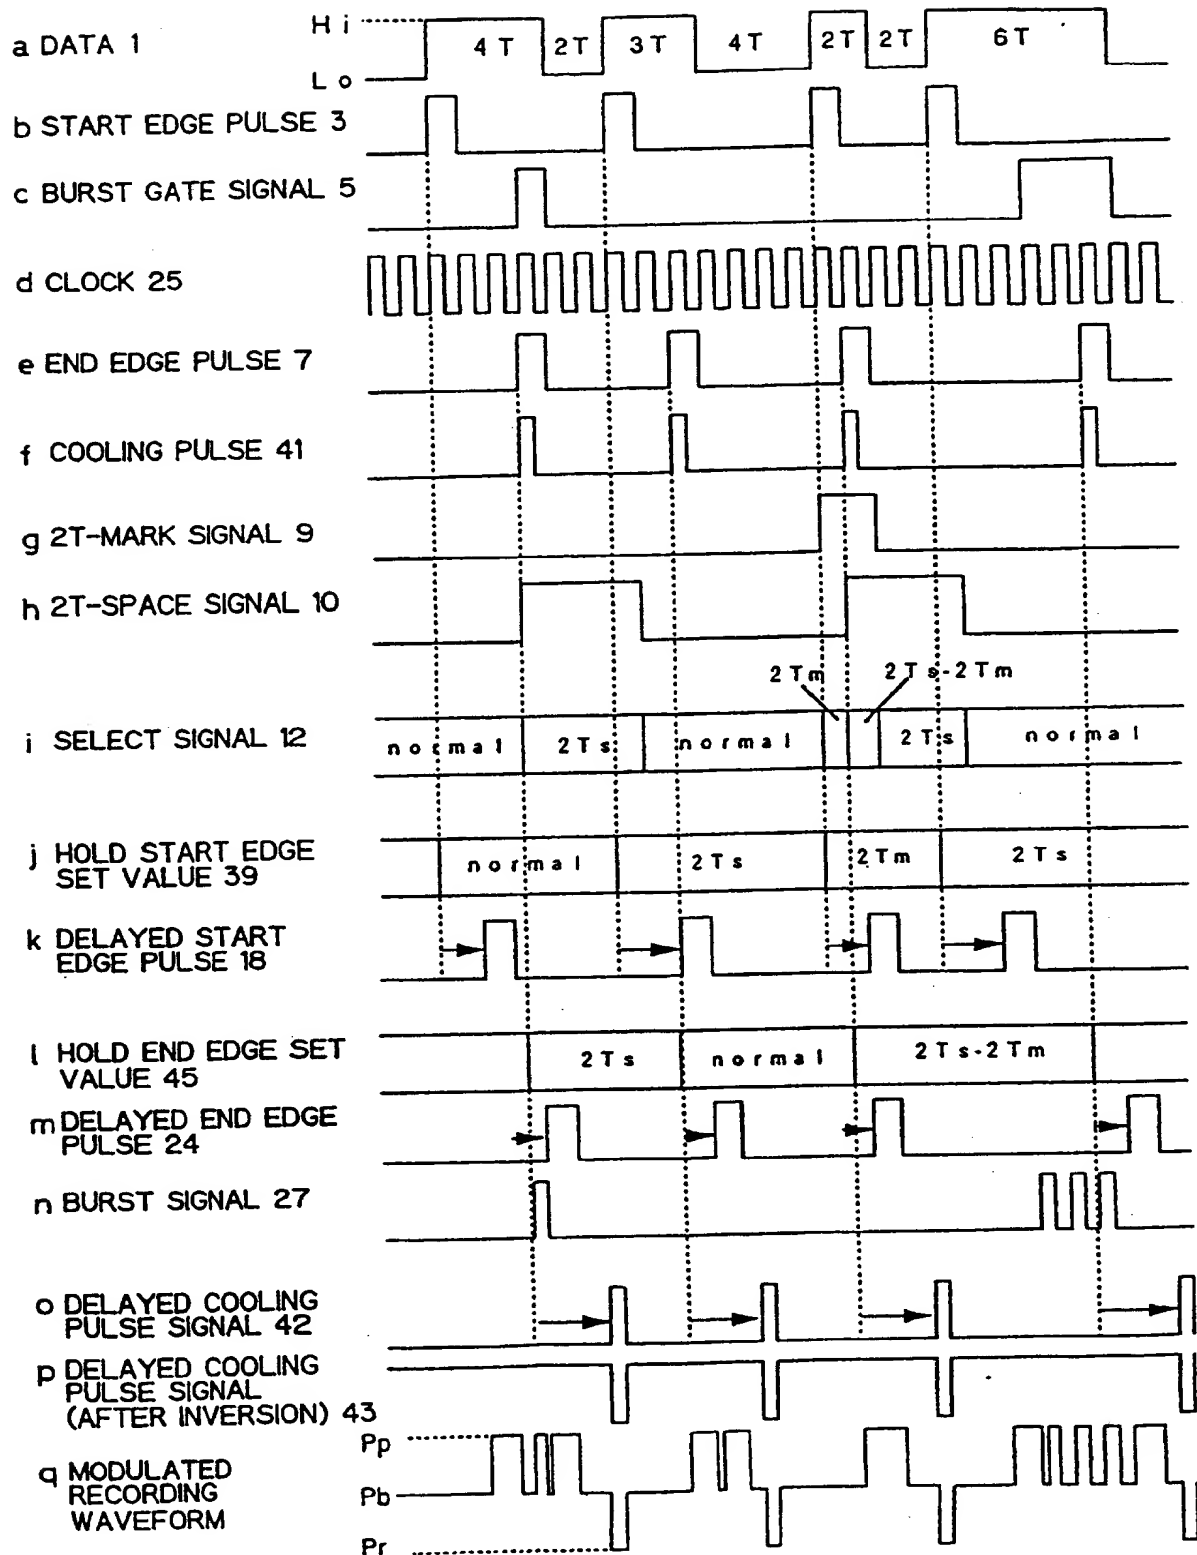 Hi
a DATA 1
4T 2T 3T 4T 2T 2T 6T
Lo
b START EDGE PULSE 3
c BURST GATE SIGNAL 5
d CLOCK 25
e END EDGE PULSE 7
f COOLING PULSE 41
g 2T-MARK SIGNAL 9
h 2T-SPACE SIGNAL 10
2Tm 2Ts-2Tm
i SELECT SIGNAL 12
normal 2Ts normal 2Ts normal
j HOLD START EDGE
SET VALUE 39
normal 2Ts 2Tm 2Ts
k DELAYED START
EDGE PULSE 18
l HOLD END EDGE SET
VALUE 45
2Ts normal 2Ts-2Tm
m DELAYED END EDGE
PULSE 24
n BURST SIGNAL 27
o DELAYED COOLING
PULSE SIGNAL 42
p DELAYED COOLING
PULSE SIGNAL
(AFTER INVERSION) 43
Pp
q MODULATED
RECORDING
WAVEFORM
Pb
Pr